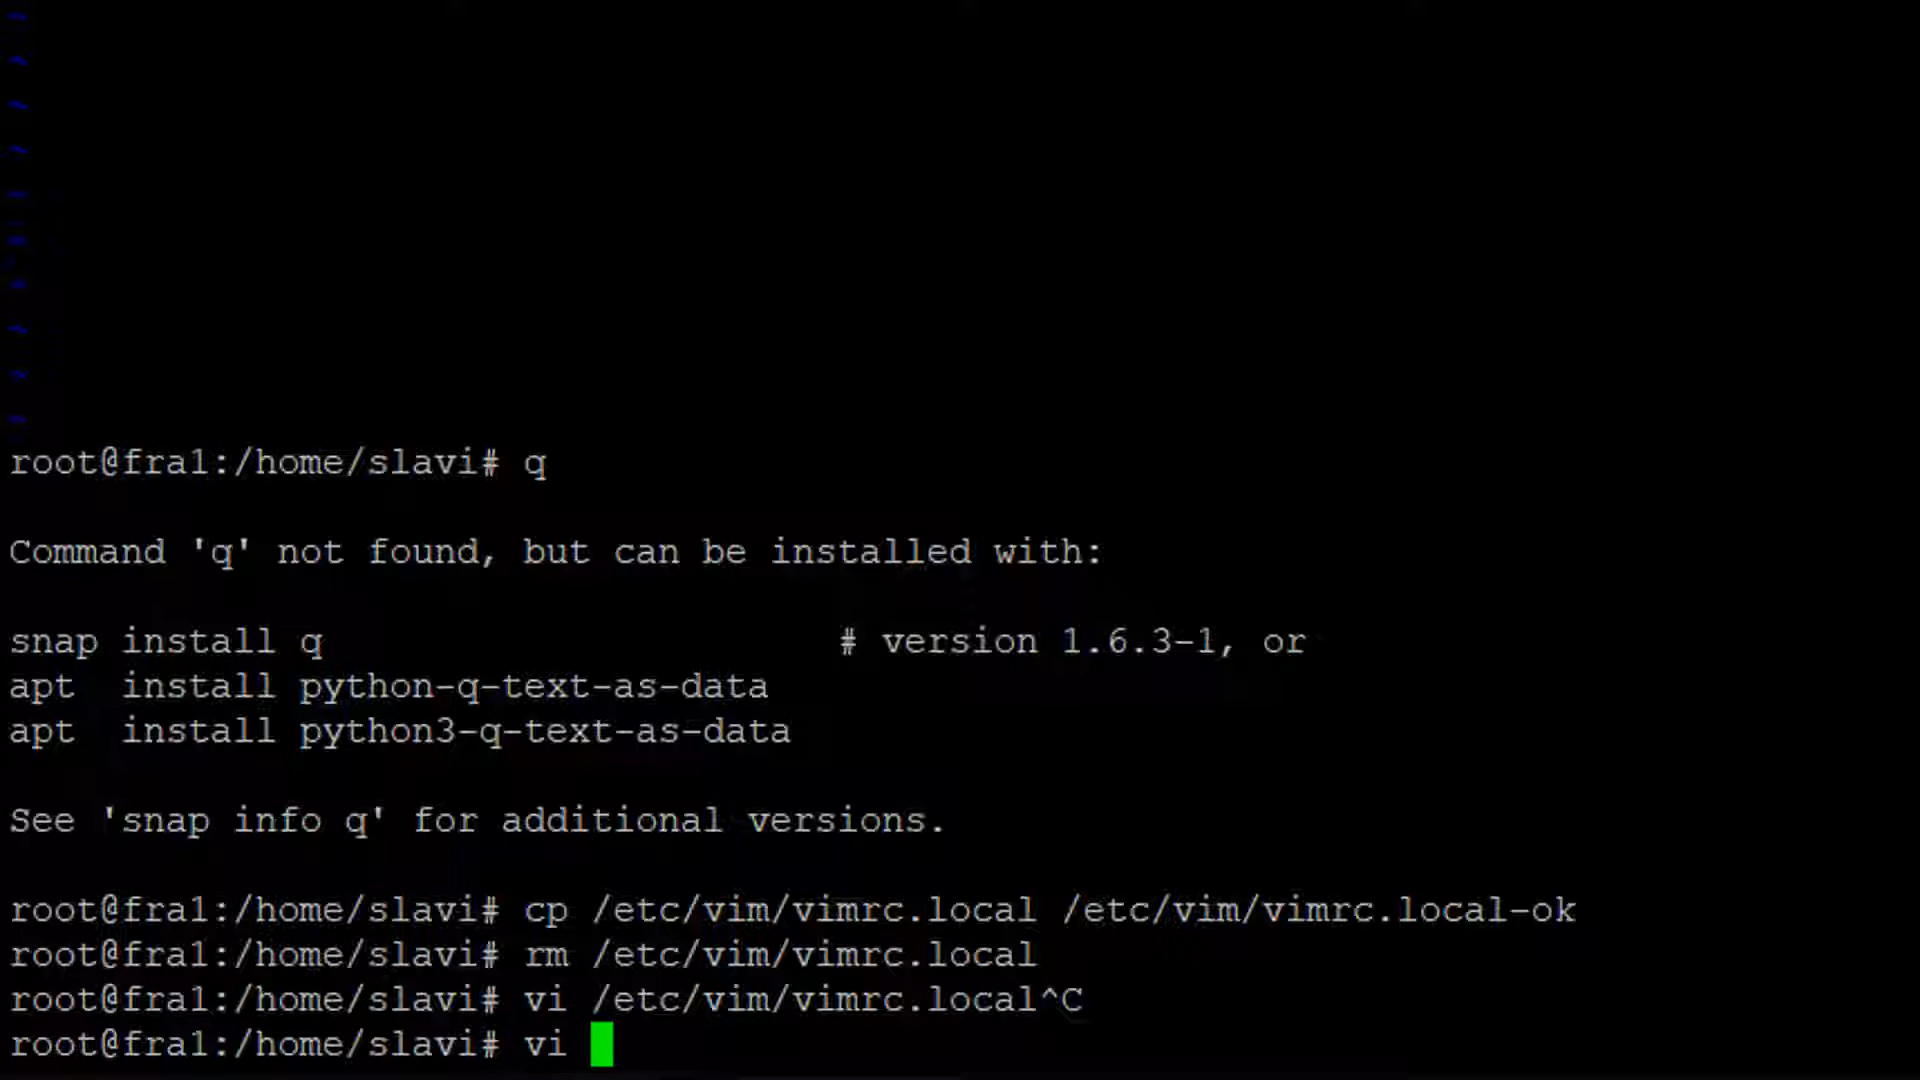 ~
~
~
~
~
~
~
~
~
~
root@fra1:/home/slavi# q
Command 'q' not found, but can be installed with:
snap install q                       # version 1.6.3-1, or
apt  install python-q-text-as-data
apt  install python3-q-text-as-data
See 'snap info q' for additional versions.
root@fra1:/home/slavi# cp /etc/vim/vimrc.local /etc/vim/vimrc.local-ok
root@fra1:/home/slavi# rm /etc/vim/vimrc.local
root@fra1:/home/slavi# vi /etc/vim/vimrc.local^C
root@fra1:/home/slavi# vi